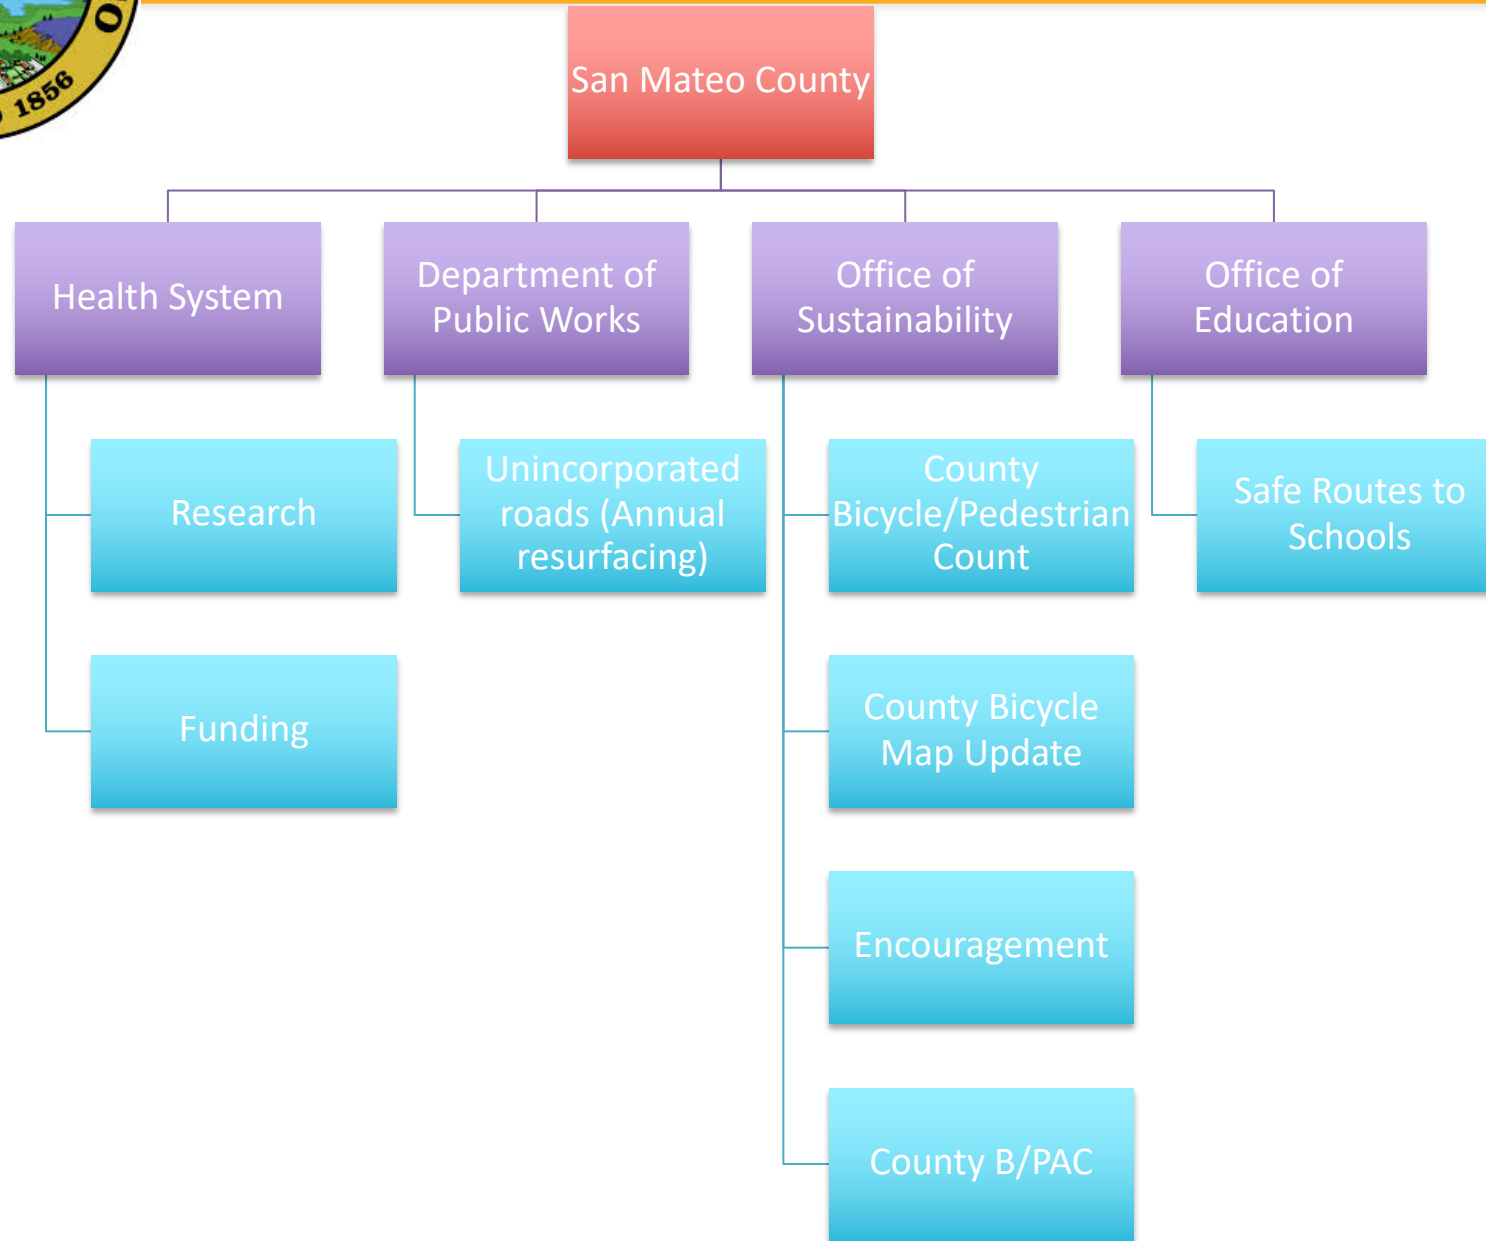 1856
San Mateo County
Health System
Department of
Public Works
Office of
Sustainability
Office of
Education
Research
Unincorporated
roads (Annual
resurfacing)
County
Bicycle/Pedestrian
Count
Safe Routes to
Schools
Funding
County Bicycle
Map Update
Encouragement
County B/PAC